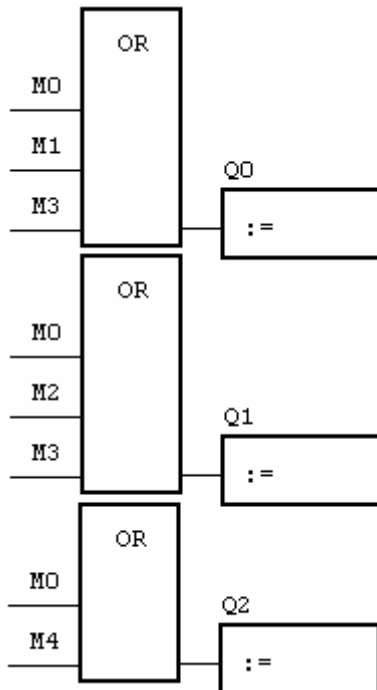 OR
M0
M1
M3
Q0
:=
OR
M0
M2
M3
Q1
:=
OR
M0
M4
Q2
:=